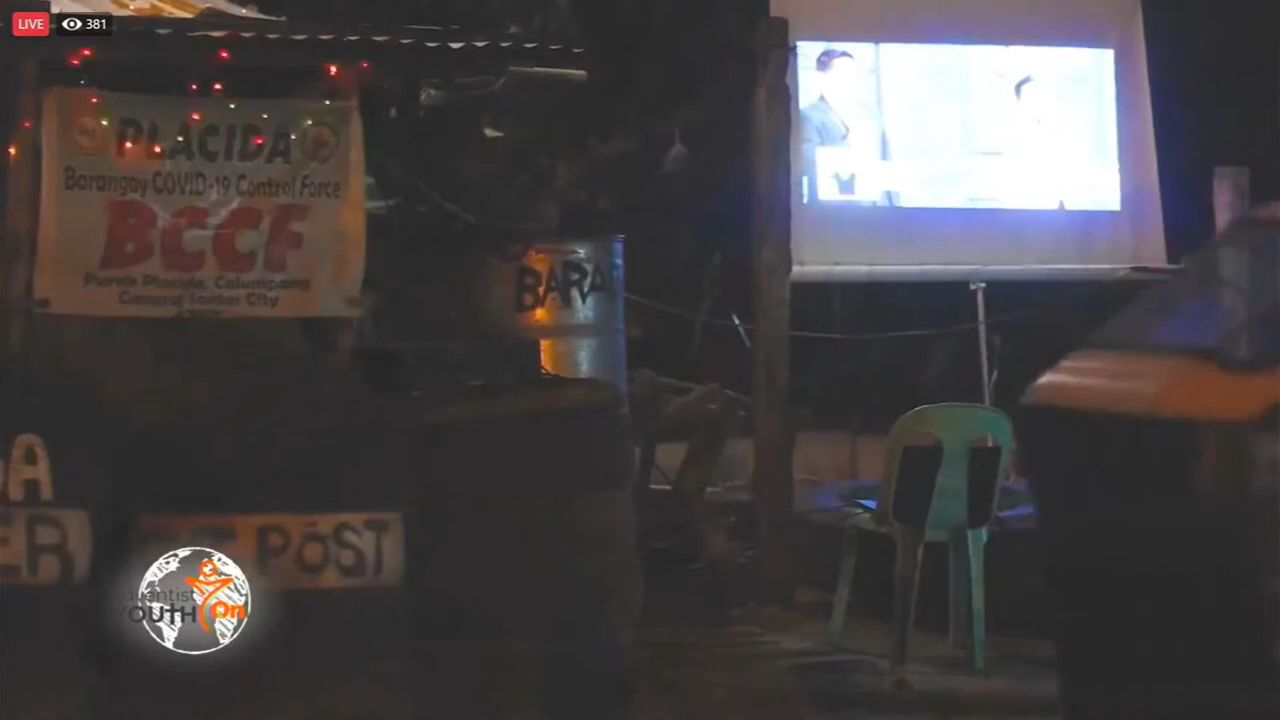 LIVE 381
PLACIDA
Barangay COVID-19 Control Force
BCCF
Purok Placida, Calumpang
General Santos City
BARA
A
ER
POST
YOUTH On